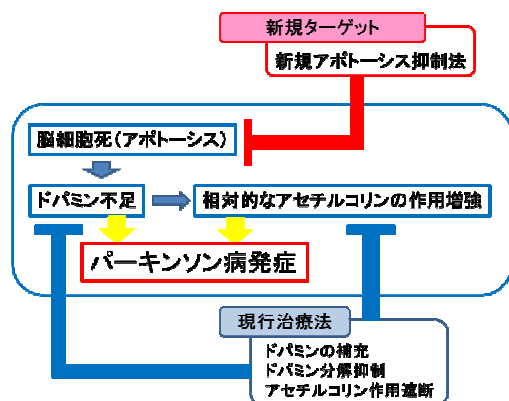 新規ターゲット
新規アポトーシス抑制法
脳細胞死(アポトーシス)
ドパミン不足
相対的なアセチルコリンの作用増強
パーキンソン病発症
現行治療法
ドパミンの補充
ドパミン分解抑制
アセチルコリン作用遮断